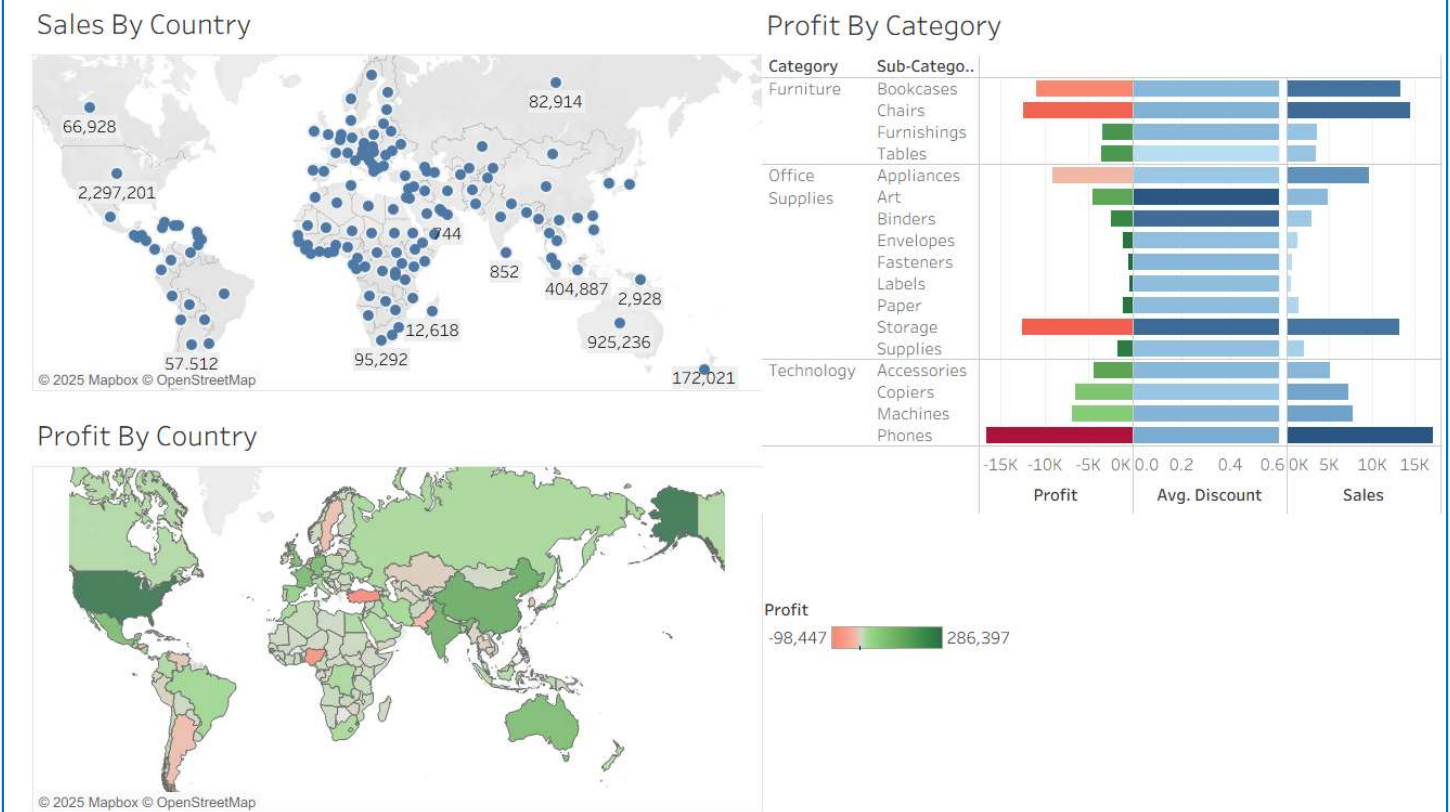 Sales By Country
66,928
82,914
2,297,201
744
852
404,887
2,928
12,618
925,236
95,292
57.512
172,021
© 2025 Mapbox © OpenStreetMap
Profit By Country
© 2025 Mapbox © OpenStreetMap
Profit By Category
Category Sub-Catego..
Furniture Bookcases
Chairs
Furnishings
Tables
Office Appliances
Supplies Art
Binders
Envelopes
Fasteners
Labels
Paper
Storage
Supplies
Technology Accessories
Copiers
Machines
Phones
-15K -10K -5K 0K 0.0 0.2 0.4 0.6 0K 5K 10K 15K
Profit Avg. Discount Sales
Profit
-98,447 286,397